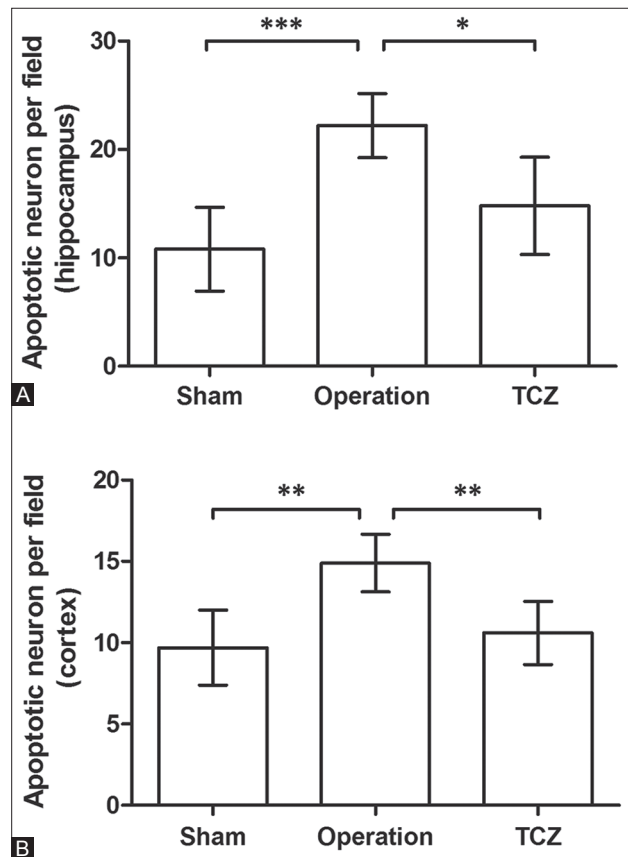 Apoptotic neuron per field
(hippocampus)
30
20
10
0
***
*
Sham Operation TCZ
A
Apoptotic neuron per field
(cortex)
20
15
10
5
0
**
**
Sham Operation TCZ
B